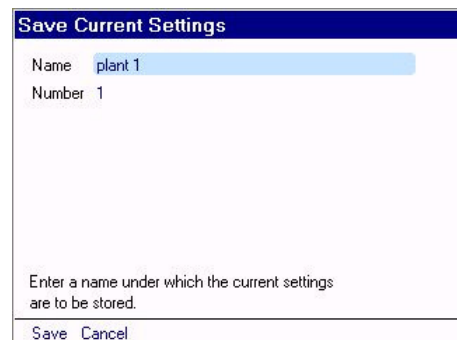 Save Current Settings
Name plant 1
Number 1
Enter a name under which the current settings
are to be stored.
Save Cancel